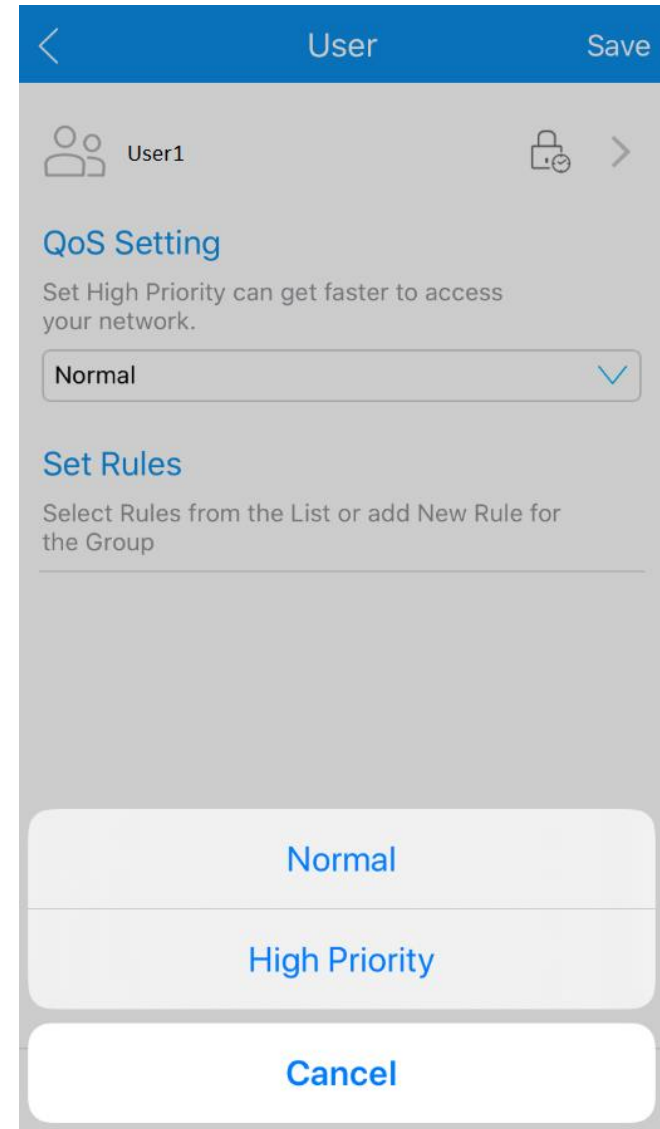 User
Save
User1
QoS Setting
Set High Priority can get faster to access
your network.
Normal
Set Rules
Select Rules from the List or add New Rule for
the Group
Normal
High Priority
Cancel